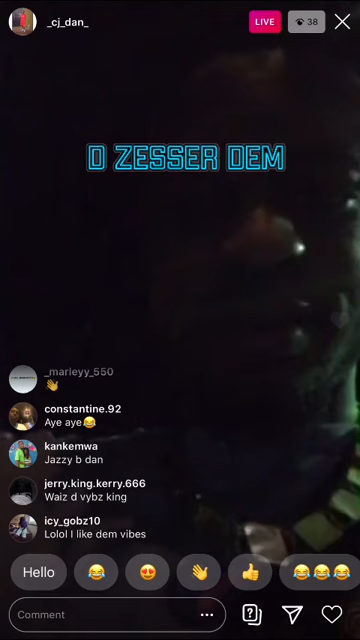 _cj_dan_
LIVE
38
D ZESSER DEM
_marleyy_550
👋
constantine.92
Aye aye😂
kankemwa
Jazzy b dan
jerry.king.kerry.666
Waiz d vybz king
icy_gobz10
Lolol I like dem vibes
Hello 😂 😍 👋 👍 😂😂😂
Comment